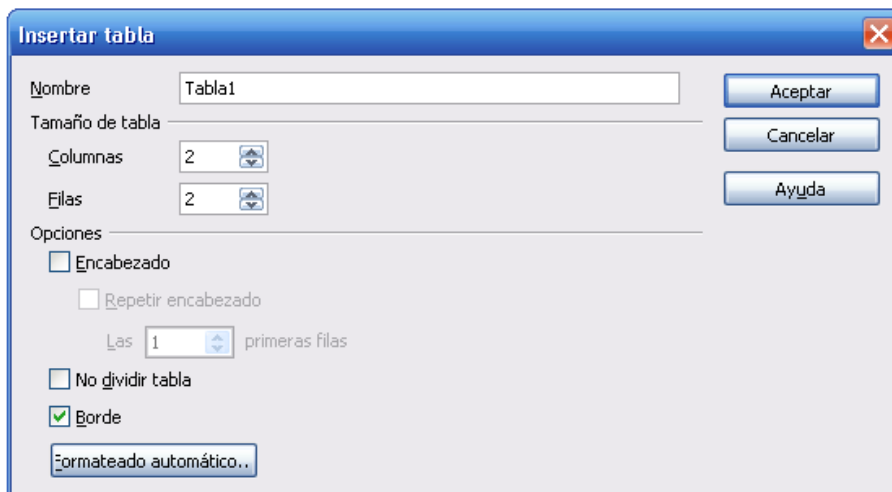 Insertar tabla
Nombre Tabla1
Aceptar
Tamaño de tabla
Cancelar
Columnas 2
Filas 2
Ayuda
Opciones
Encabezado
Repetir encabezado
Las 1 primeras filas
No dividir tabla
Borde
Formateado automático..